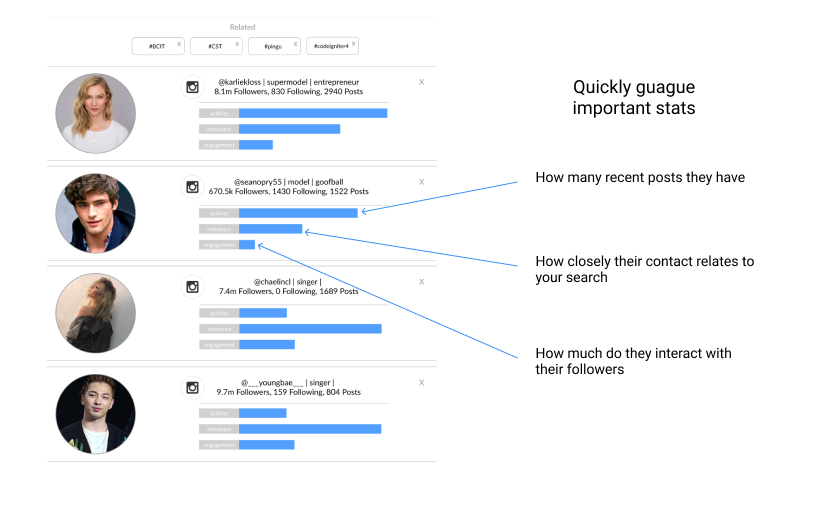 Related
#BCIT X
#CST X
#pingu X
#codeigniter4 X
@karliekloss | supermodel | entrepreneur
8.1m Followers, 830 Following, 2940 Posts
X
activity
relevance
engagement
@seanopry55 | model | goofball
670.5k Followers, 1430 Following, 1522 Posts
X
activity
relevance
engagement
@chaelincl | singer |
7.4m Followers, 0 Following, 1689 Posts
X
activity
relevance
engagement
@___youngbae___ | singer |
9.7m Followers, 159 Following, 804 Posts
X
activity
relevance
engagement
Quickly guague
important stats
How many recent posts they have
How closely their contact relates to
your search
How much do they interact with
their followers